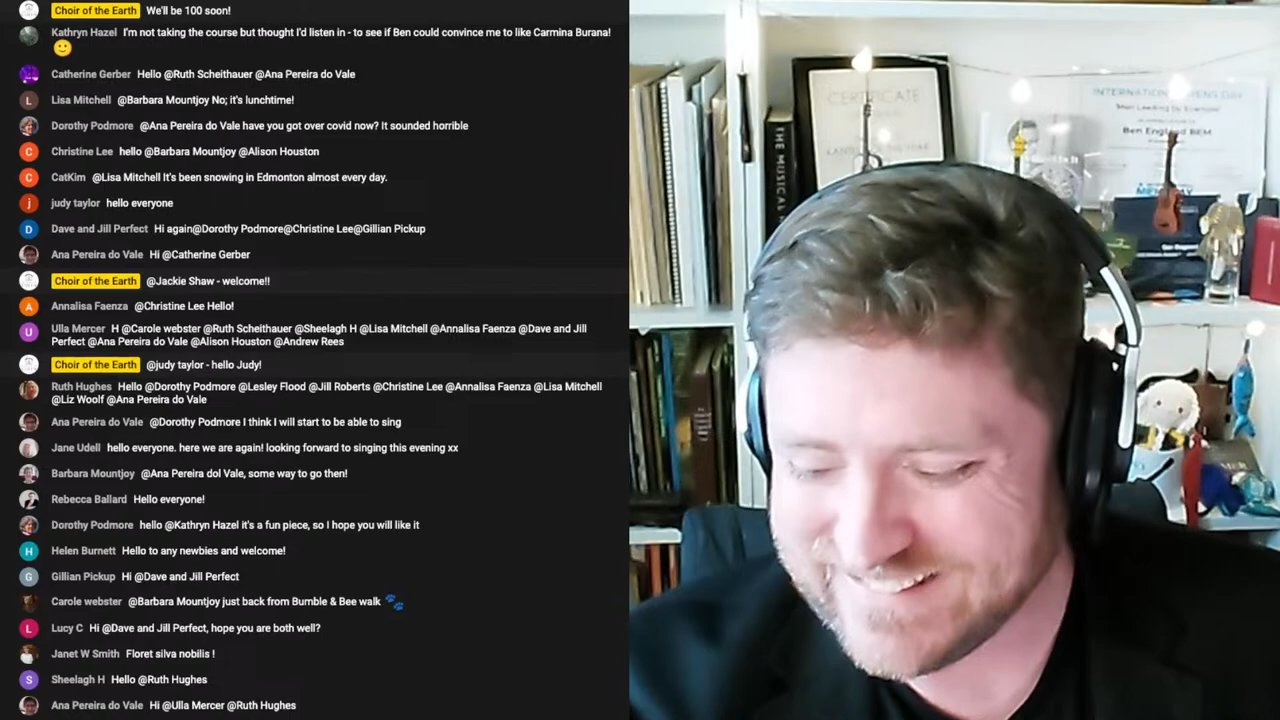 Choir of the Earth We'll be 100 soon!
Kathryn Hazel I'm not taking the course but thought I'd listen in - to see if Ben could convince me to like Carmina Burana!
🙂
Catherine Gerber Hello @Ruth Scheithauer @Ana Pereira do Vale
L Lisa Mitchell @Barbara Mountjoy No; it's lunchtime!
Dorothy Podmore @Ana Pereira do Vale have you got over covid now? It sounded horrible
C Christine Lee hello @Barbara Mountjoy @Alison Houston
C CatKim @Lisa Mitchell It's been snowing in Edmonton almost every day.
j judy taylor hello everyone
D Dave and Jill Perfect Hi again@Dorothy Podmore@Christine Lee@Gillian Pickup
Ana Pereira do Vale Hi @Catherine Gerber
Choir of the Earth @Jackie Shaw - welcome!!
A Annalisa Faenza @Christine Lee Hello!
U Ulla Mercer H @Carole webster @Ruth Scheithauer @Sheelagh H @Lisa Mitchell @Annalisa Faenza @Dave and Jill
Perfect @Ana Pereira do Vale @Alison Houston @Andrew Rees
Choir of the Earth @judy taylor - hello Judy!
Ruth Hughes Hello @Dorothy Podmore @Lesley Flood @Jill Roberts @Christine Lee @Annalisa Faenza @Lisa Mitchell
@Liz Woolf @Ana Pereira do Vale
Ana Pereira do Vale @Dorothy Podmore I think I will start to be able to sing
Jane Udell hello everyone. here we are again! looking forward to singing this evening xx
Barbara Mountjoy @Ana Pereira dol Vale, some way to go then!
Rebecca Ballard Hello everyone!
Dorothy Podmore hello @Kathryn Hazel it's a fun piece, so I hope you will like it
H Helen Burnett Hello to any newbies and welcome!
G Gillian Pickup Hi @Dave and Jill Perfect
Carole webster @Barbara Mountjoy just back from Bumble & Bee walk 🐾
L Lucy C Hi @Dave and Jill Perfect, hope you are both well?
Janet W Smith Floret silva nobilis !
S Sheelagh H Hello @Ruth Hughes
Ana Pereira do Vale Hi @Ulla Mercer @Ruth Hughes
CERTIFICATE
THE MUSICAL
Ben England BEM